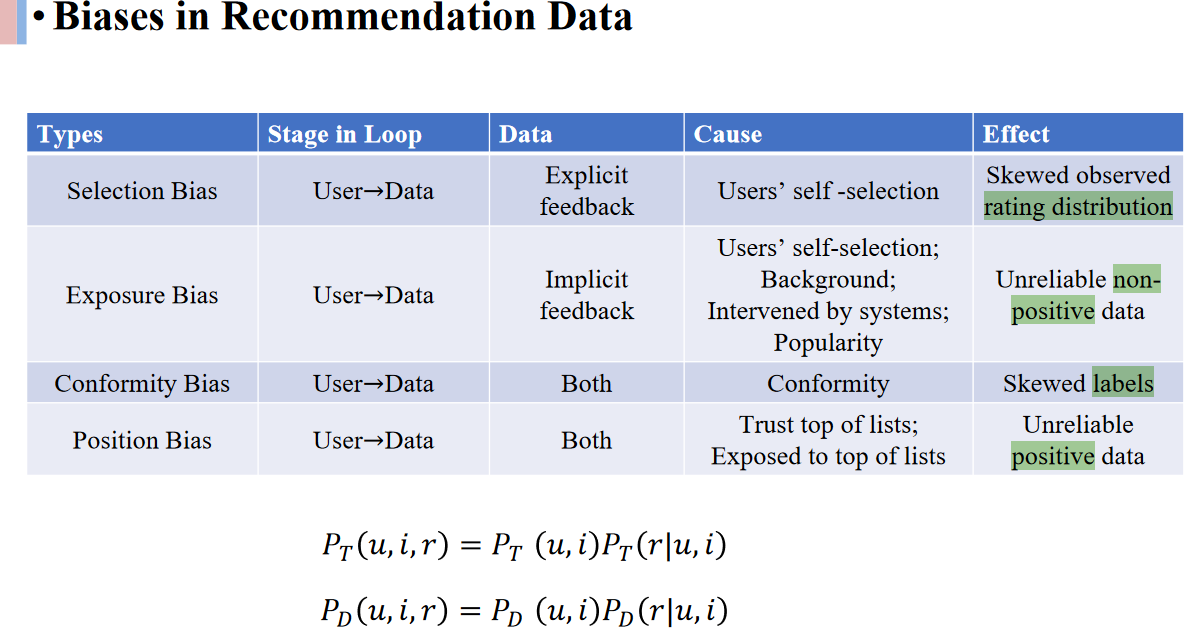 • Biases in Recommendation Data
Types Stage in Loop Data Cause Effect
Selection Bias User→Data Explicit feedback Users’ self -selection Skewed observed rating distribution
Exposure Bias User→Data Implicit feedback Users’ self-selection; Background; Intervened by systems; Popularity Unreliable non-positive data
Conformity Bias User→Data Both Conformity Skewed labels
Position Bias User→Data Both Trust top of lists; Exposed to top of lists Unreliable positive data
P_T(u, i, r) = P_T (u, i)P_T(r|u, i)
P_D(u, i, r) = P_D (u, i)P_D(r|u, i)